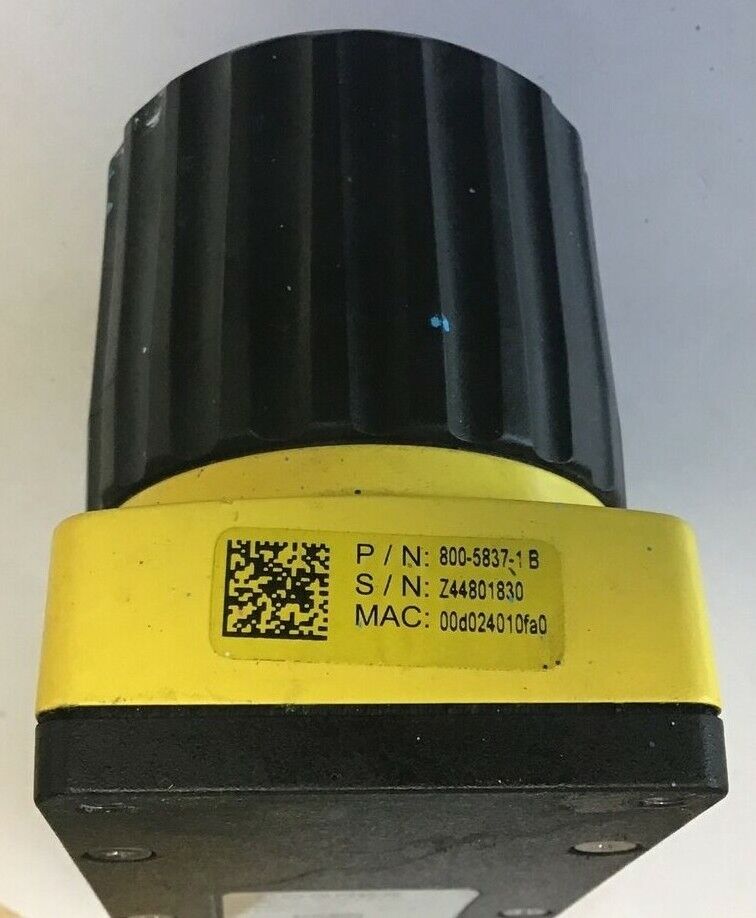 P / N: 800-5837-1 B
S / N: Z44801830
MAC: 00d024010fa0